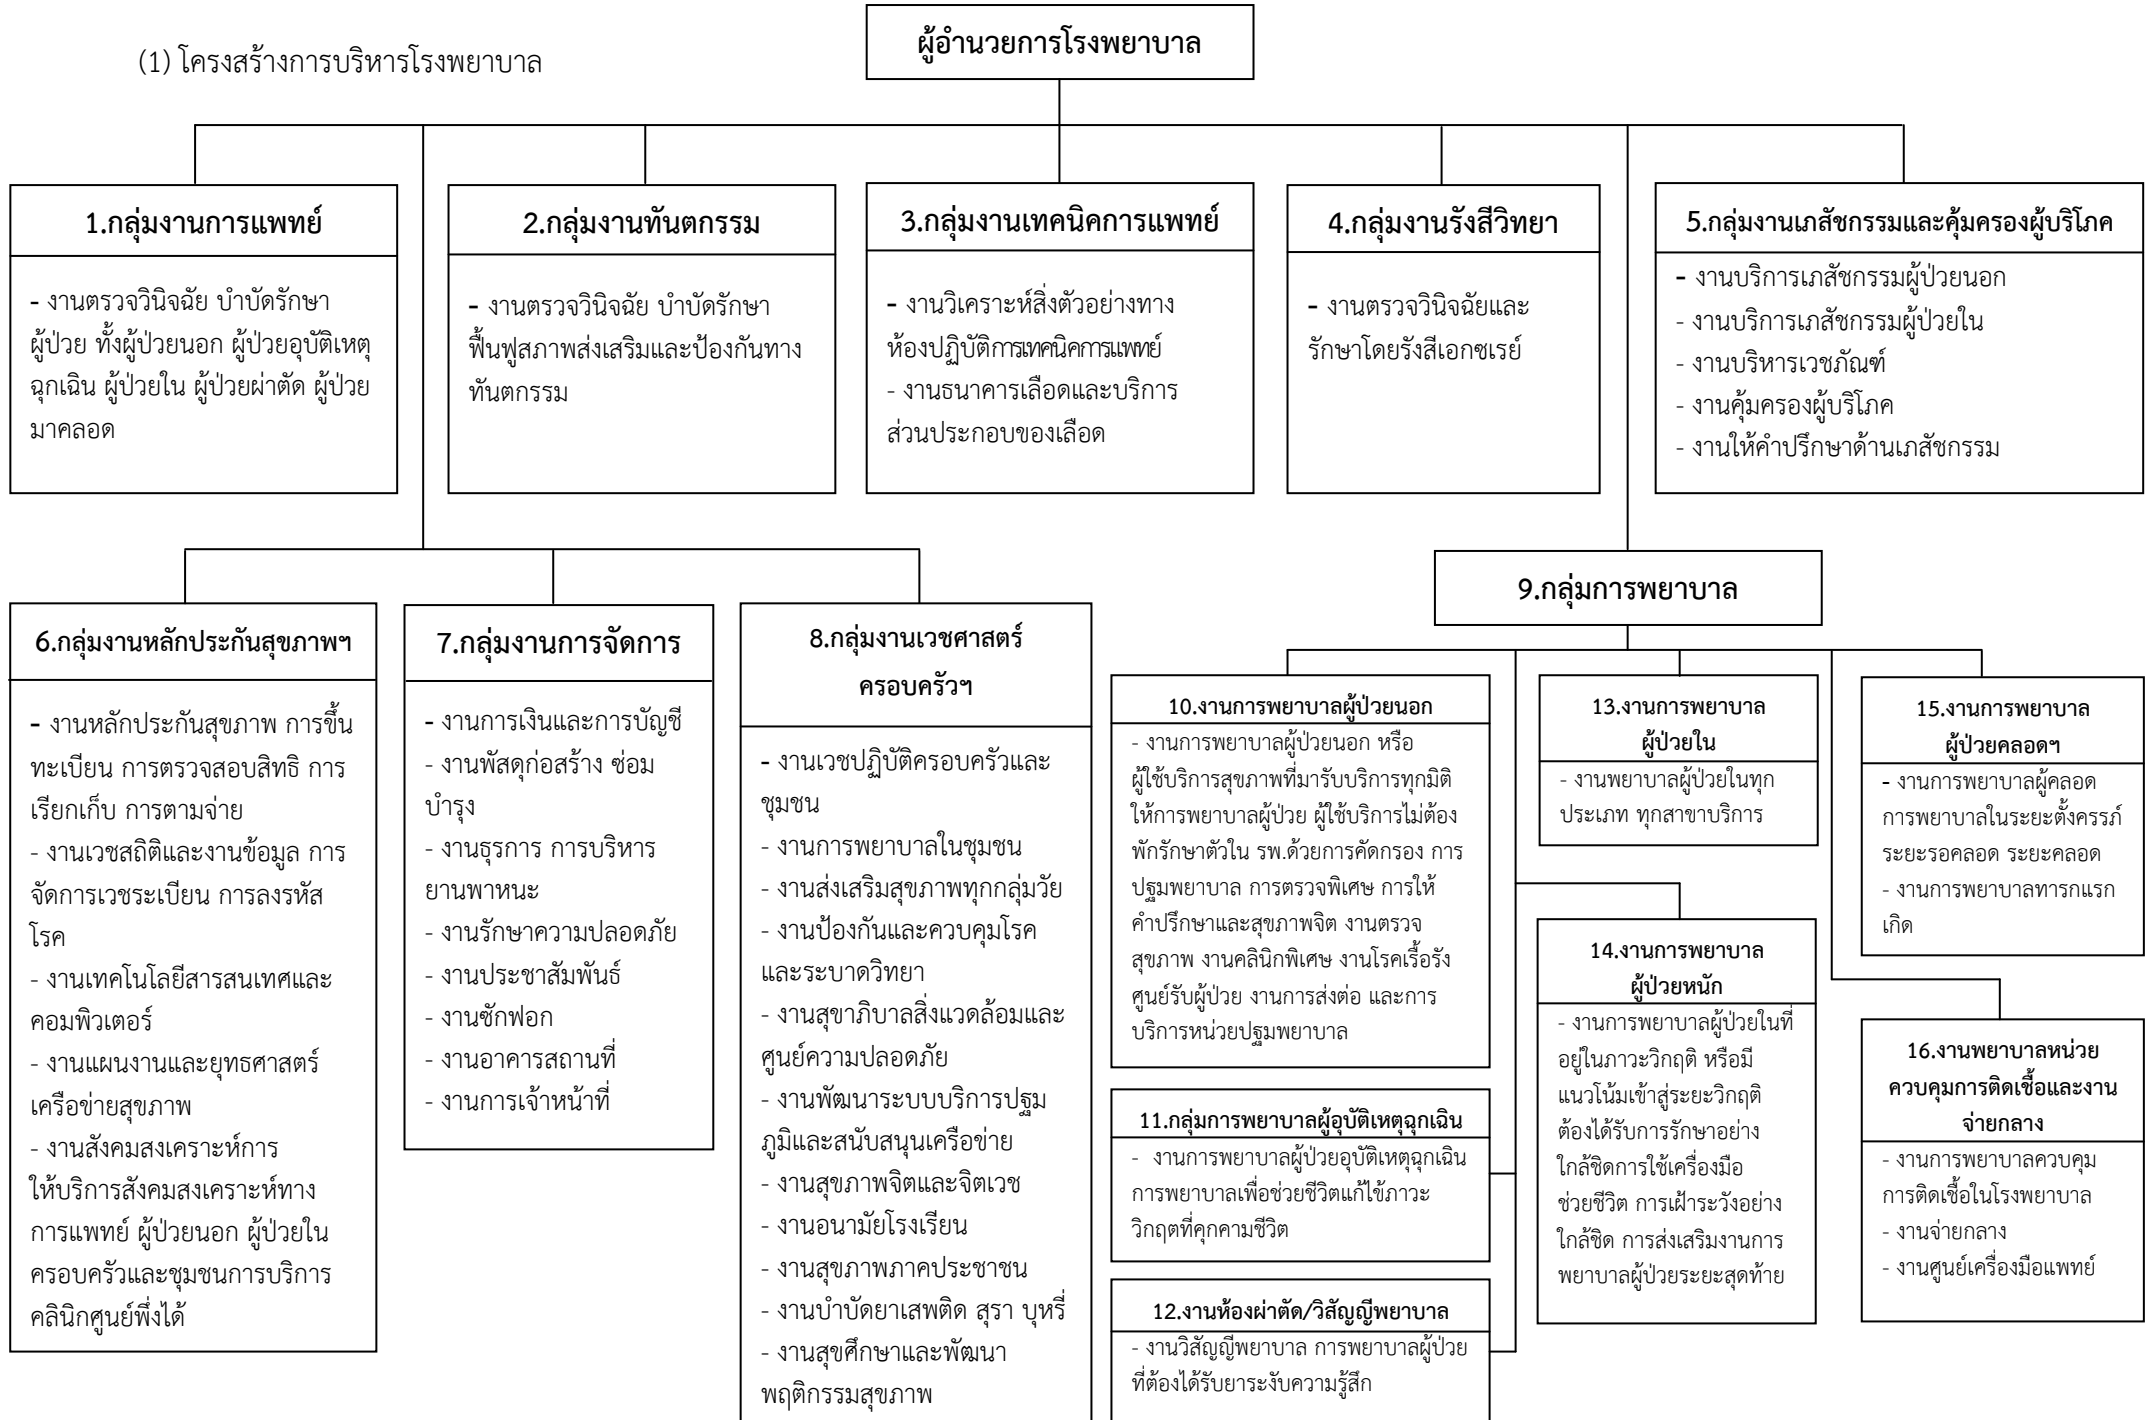 ผู้อำนวยการโรงพยาบาล
(1) โครงสร้างการบริหารโรงพยาบาล
1.กลุ่มงานการแพทย์
- งานตรวจวินิจฉัย บำบัดรักษา
ผู้ป่วย ทั้งผู้ป่วยนอก ผู้ป่วยอุบัติเหตุ
ฉุกเฉิน ผู้ป่วยใน ผู้ป่วยผ่าตัด ผู้ป่วย
มาคลอด
2.กลุ่มงานทันตกรรม
- งานตรวจวินิจฉัย บำบัดรักษา
ฟื้นฟูสภาพส่งเสริมและป้องกันทาง
ทันตกรรม
3.กลุ่มงานเทคนิคการแพทย์
- งานวิเคราะห์สิ่งตัวอย่างทาง
ห้องปฏิบัติการเทคนิคการแพทย์
- งานธนาคารเลือดและบริการ
ส่วนประกอบของเลือด
4.กลุ่มงานรังสีวิทยา
- งานตรวจวินิจฉัยและ
รักษาโดยรังสีเอกซเรย์
5.กลุ่มงานเภสัชกรรมและคุ้มครองผู้บริโภค
- งานบริการเภสัชกรรมผู้ป่วยนอก
- งานบริการเภสัชกรรมผู้ป่วยใน
- งานบริหารเวชภัณฑ์
- งานคุ้มครองผู้บริโภค
- งานให้คำปรึกษาด้านเภสัชกรรม
6.กลุ่มงานหลักประกันสุขภาพฯ
- งานหลักประกันสุขภาพ การขึ้น
ทะเบียน การตรวจสอบสิทธิ การ
เรียกเก็บ การตามจ่าย
- งานเวชสถิติและงานข้อมูล การ
จัดการเวชระเบียน การลงรหัส
โรค
- งานเทคโนโลยีสารสนเทศและ
คอมพิวเตอร์
- งานแผนงานและยุทธศาสตร์
เครือข่ายสุขภาพ
- งานสังคมสงเคราะห์การ
ให้บริการสังคมสงเคราะห์ทาง
การแพทย์ ผู้ป่วยนอก ผู้ป่วยใน
ครอบครัวและชุมชนการบริการ
คลินิกศูนย์พึ่งได้
7.กลุ่มงานการจัดการ
- งานการเงินและการบัญชี
- งานพัสดุก่อสร้าง ซ่อม
บำรุง
- งานธุรการ การบริหาร
ยานพาหนะ
- งานรักษาความปลอดภัย
- งานประชาสัมพันธ์
- งานซักฟอก
- งานอาคารสถานที่
- งานการเจ้าหน้าที่
8.กลุ่มงานเวชศาสตร์
ครอบครัวฯ
- งานเวชปฏิบัติครอบครัวและ
ชุมชน
- งานการพยาบาลในชุมชน
- งานส่งเสริมสุขภาพทุกกลุ่มวัย
- งานป้องกันและควบคุมโรค
และระบาดวิทยา
- งานสุขาภิบาลสิ่งแวดล้อมและ
ศูนย์ความปลอดภัย
- งานพัฒนาระบบบริการปฐม
ภูมิและสนับสนุนเครือข่าย
- งานสุขภาพจิตและจิตเวช
- งานอนามัยโรงเรียน
- งานสุขภาพภาคประชาชน
- งานบำบัดยาเสพติด สุรา บุหรี่
- งานสุขศึกษาและพัฒนา
พฤติกรรมสุขภาพ
9.กลุ่มการพยาบาล
10.งานการพยาบาลผู้ป่วยนอก
- งานการพยาบาลผู้ป่วยนอก หรือ
ผู้ใช้บริการสุขภาพที่มารับบริการทุกมิติ
ให้การพยาบาลผู้ป่วย ผู้ใช้บริการไม่ต้อง
พักรักษาตัวใน รพ.ด้วยการคัดกรอง การ
ปฐมพยาบาล การตรวจพิเศษ การให้
คำปรึกษาและสุขภาพจิต งานตรวจ
สุขภาพ งานคลินิกพิเศษ งานโรคเรื้อรัง
ศูนย์รับผู้ป่วย งานการส่งต่อ และการ
บริการหน่วยปฐมพยาบาล
11.กลุ่มการพยาบาลผู้อุบัติเหตุฉุกเฉิน
- งานการพยาบาลผู้ป่วยอุบัติเหตุฉุกเฉิน
การพยาบาลเพื่อช่วยชีวิตแก้ไข้ภาวะ
วิกฤตที่คุกคามชีวิต
12.งานห้องผ่าตัด/วิสัญญีพยาบาล
- งานวิสัญญีพยาบาล การพยาบาลผู้ป่วย
ที่ต้องได้รับยาระงับความรู้สึก
13.งานการพยาบาล
ผู้ป่วยใน
- งานพยาบาลผู้ป่วยในทุก
ประเภท ทุกสาขาบริการ
14.งานการพยาบาล
ผู้ป่วยหนัก
- งานการพยาบาลผู้ป่วยในที่
อยู่ในภาวะวิกฤติ หรือมี
แนวโน้มเข้าสู่ระยะวิกฤติ
ต้องได้รับการรักษาอย่าง
ใกล้ชิดการใช้เครื่องมือ
ช่วยชีวิต การเฝ้าระวังอย่าง
ใกล้ชิด การส่งเสริมงานการ
พยาบาลผู้ป่วยระยะสุดท้าย
15.งานการพยาบาล
ผู้ป่วยคลอดฯ
- งานการพยาบาลผู้คลอด
การพยาบาลในระยะตั้งครรภ์
ระยะรอคลอด ระยะคลอด
- งานการพยาบาลทารกแรก
เกิด
16.งานพยาบาลหน่วย
ควบคุมการติดเชื้อและงาน
จ่ายกลาง
- งานการพยาบาลควบคุม
การติดเชื้อในโรงพยาบาล
- งานจ่ายกลาง
- งานศูนย์เครื่องมือแพทย์